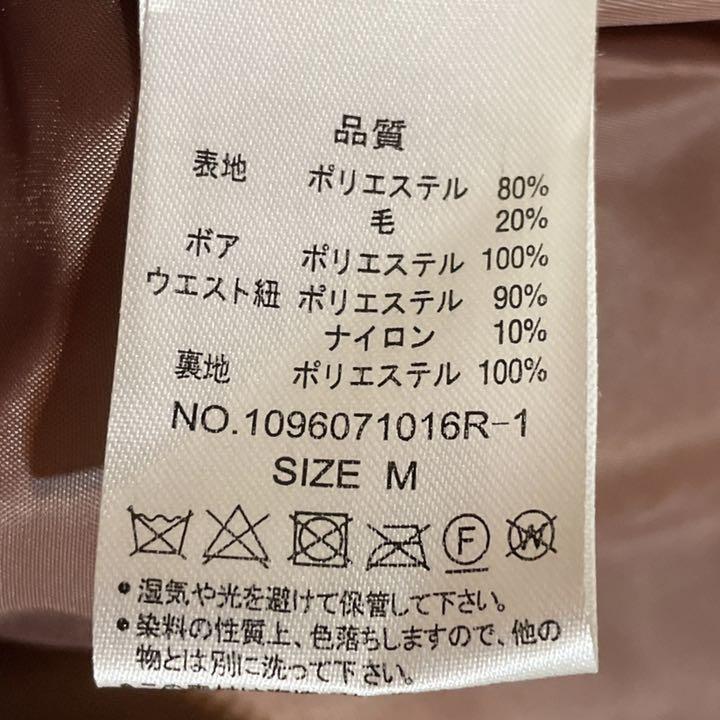 品質
表地 ポリエステル 80%
毛 20%
ボア ポリエステル 100%
ウエスト紐 ポリエステル 90%
ナイロン 10%
裏地 ポリエステル 100%
NO.1096071016R-1
SIZE M
F W
•湿気や光を避けて保管して下さい。
•染料の性質上、色落ちしますので、他の
物とは別に洗って下さい。